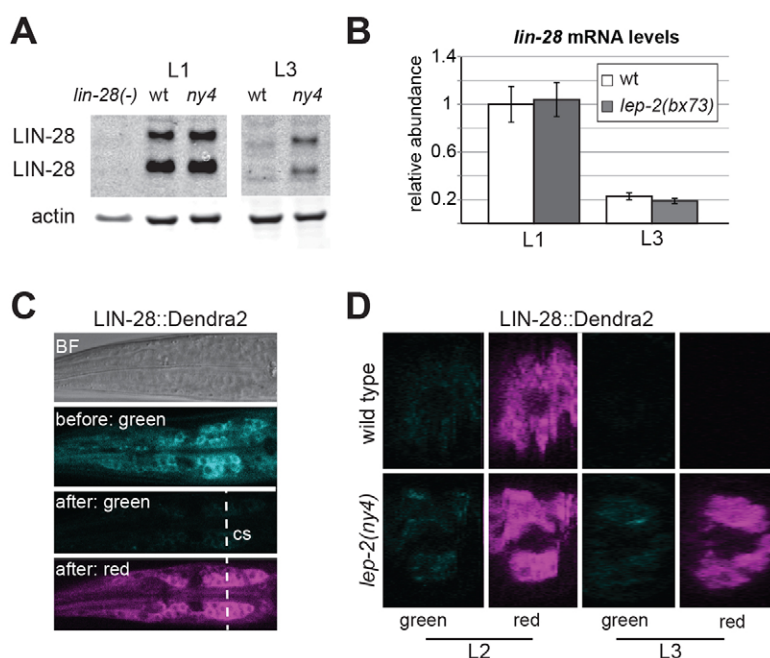 A
L1 L3
lin-28(-) wt ny4 wt ny4
LIN-28
LIN-28
actin
B
lin-28 mRNA levels
relative abundance
1.4
1
0.6
0.2
wt
lep-2(bx73)
L1 L3
C
LIN-28::Dendra2
BF
before: green
after: green
cs
after: red
D
LIN-28::Dendra2
wild type
lep-2(ny4)
green red green red
L2 L3